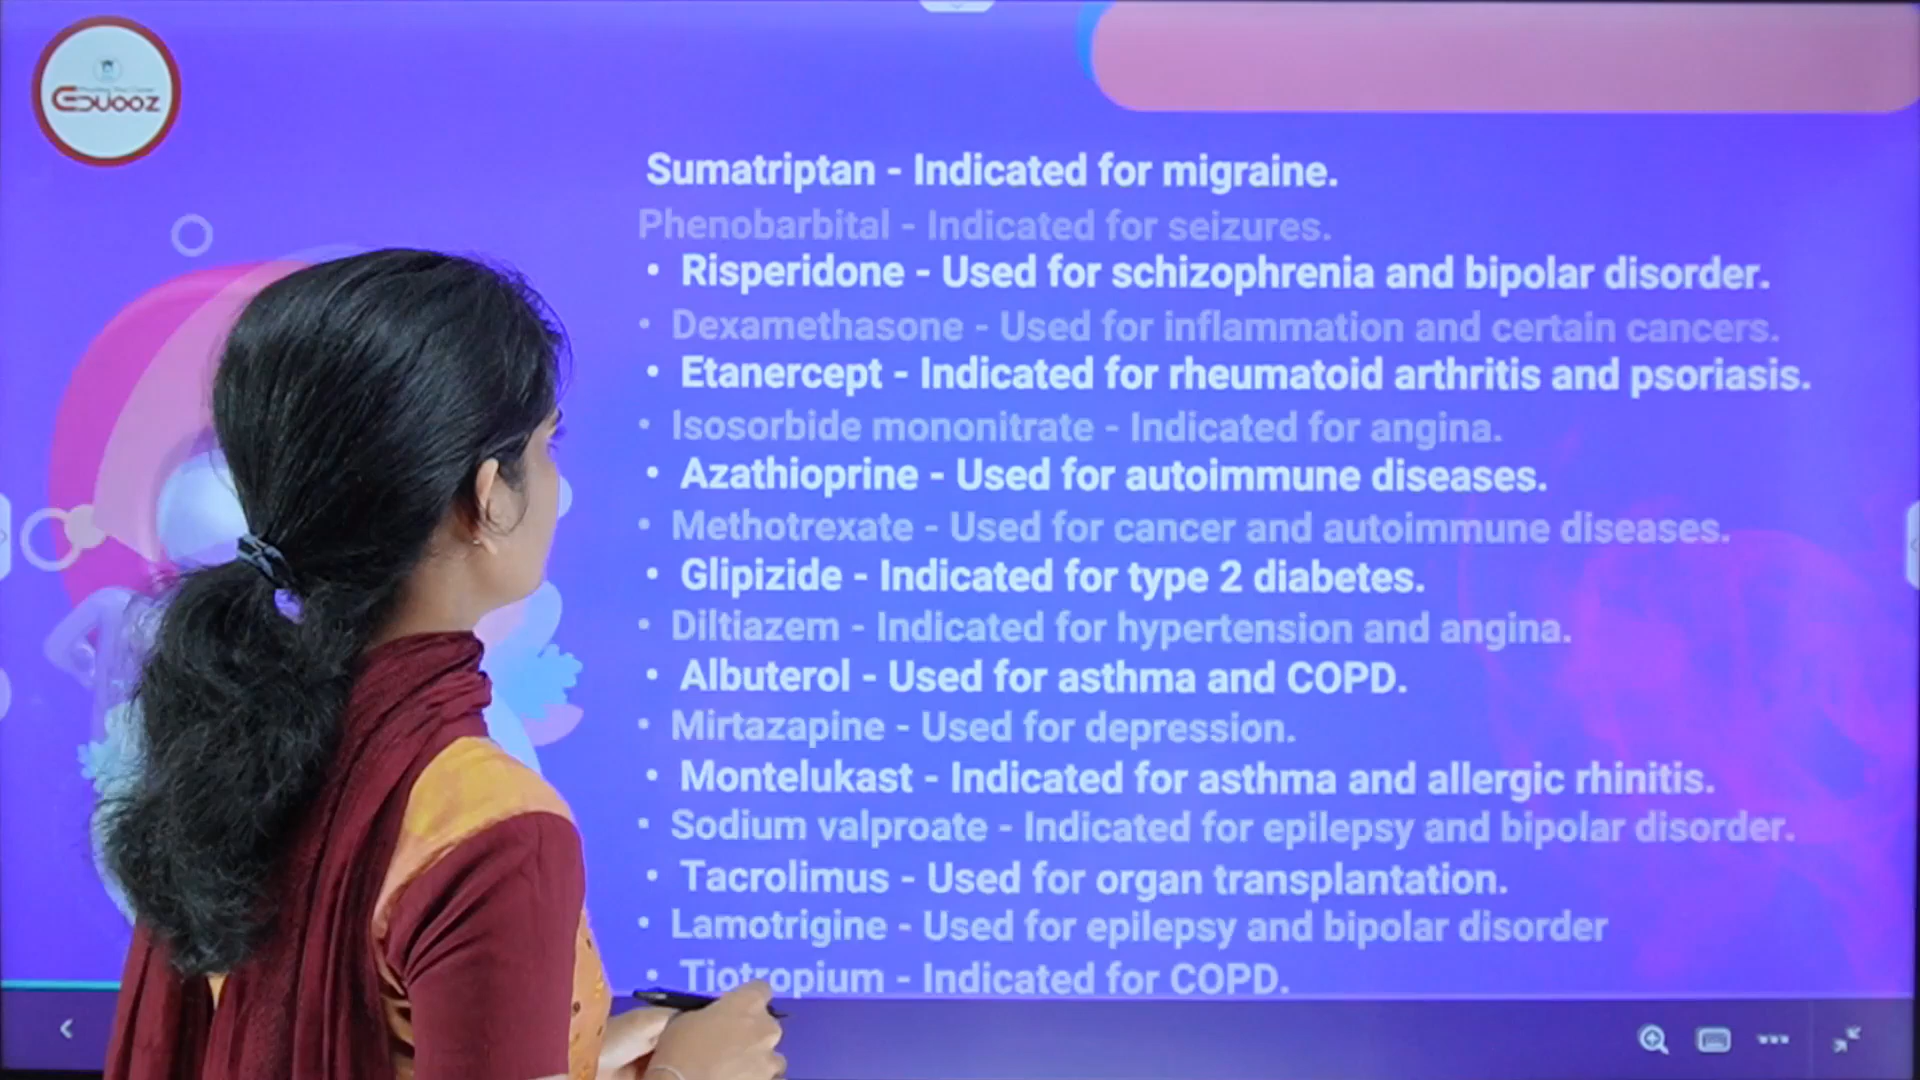 Eduooz
Sumatriptan - Indicated for migraine.
Phenobarbital - Indicated for seizures.
• Risperidone - Used for schizophrenia and bipolar disorder.
• Dexamethasone - Used for inflammation and certain cancers.
• Etanercept - Indicated for rheumatoid arthritis and psoriasis.
• Isosorbide mononitrate - Indicated for angina.
• Azathioprine - Used for autoimmune diseases.
• Methotrexate - Used for cancer and autoimmune diseases.
• Glipizide - Indicated for type 2 diabetes.
• Diltiazem - Indicated for hypertension and angina.
• Albuterol - Used for asthma and COPD.
• Mirtazapine - Used for depression.
• Montelukast - Indicated for asthma and allergic rhinitis.
• Sodium valproate - Indicated for epilepsy and bipolar disorder.
• Tacrolimus - Used for organ transplantation.
• Lamotrigine - Used for epilepsy and bipolar disorder
• Tiotropium - Indicated for COPD.